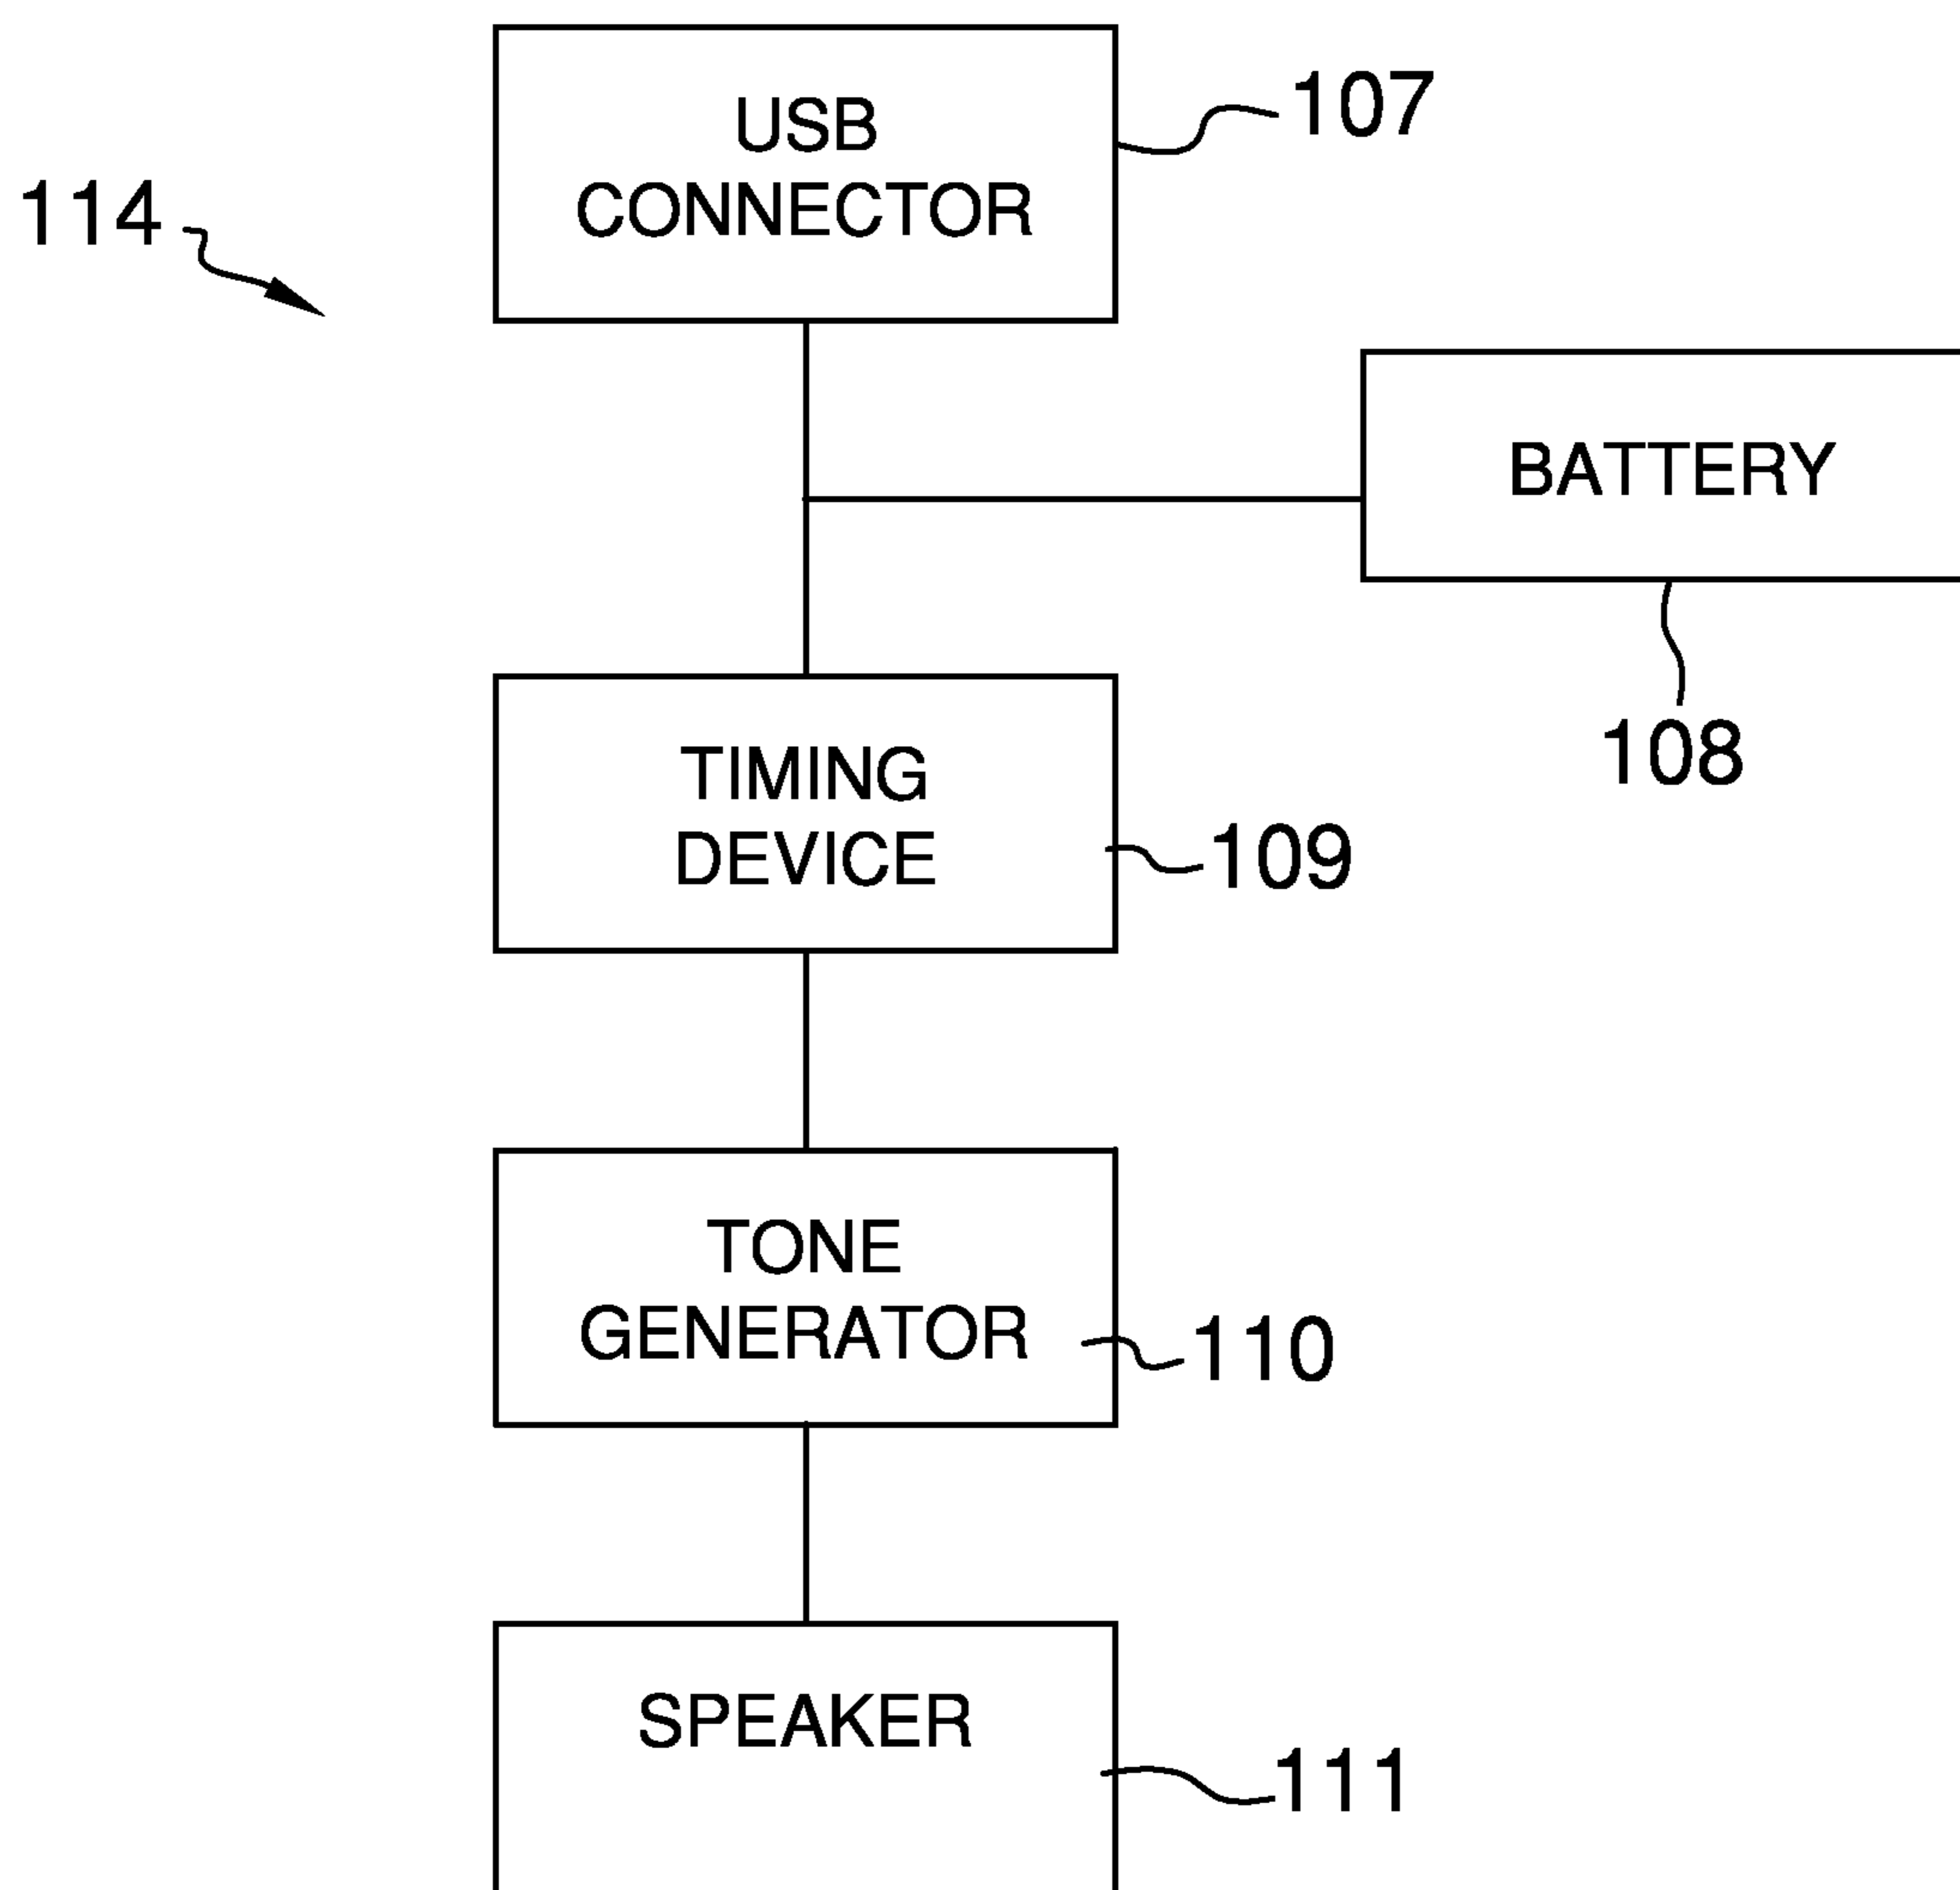 USB
CONNECTOR
107
114
BATTERY
108
TIMING
DEVICE
109
TONE
GENERATOR
110
SPEAKER
111